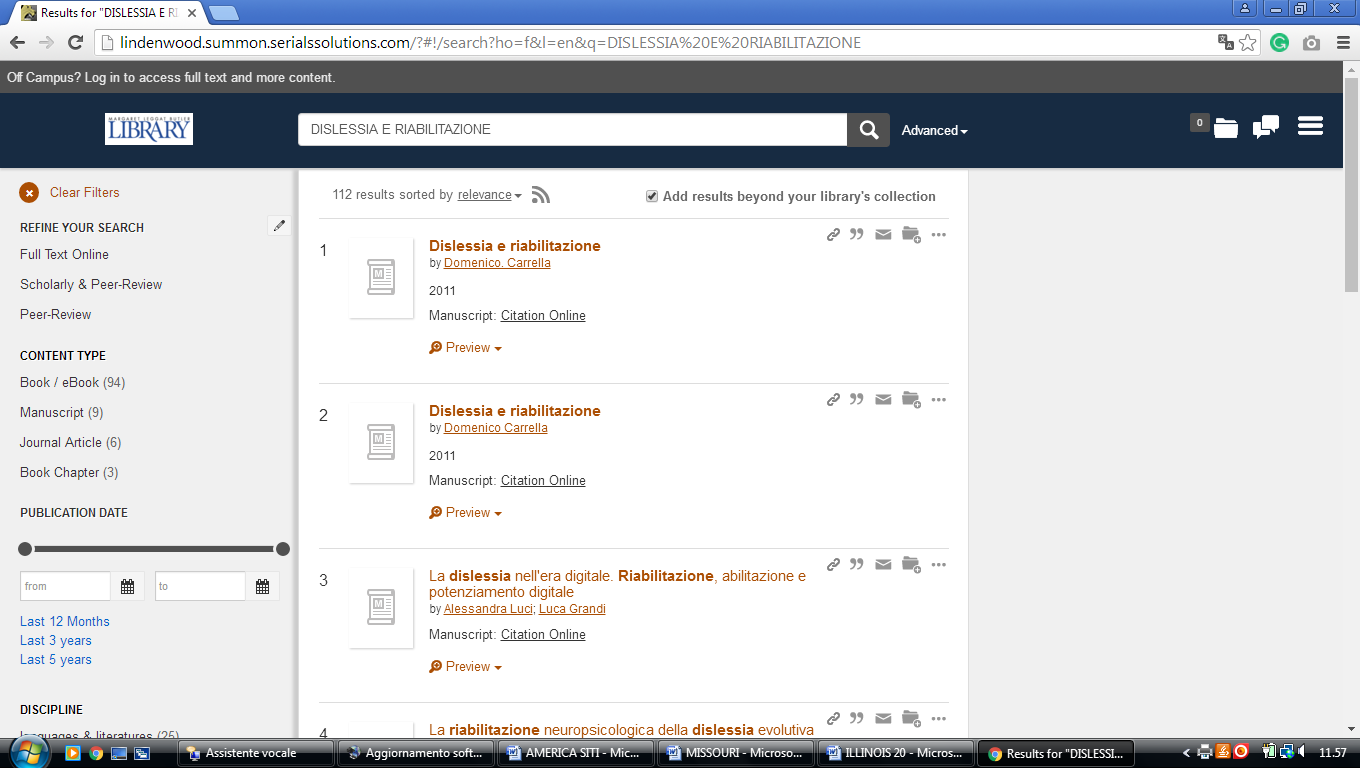 Results for "DISLESSIA E RI
lindenwood.summon.serialssolutions.com/?#!/search?ho=f&l=en&q=DISLESSIA%20E%20RIABILITAZIONE
Off Campus? Log in to access full text and more content.
MARGARET LEGGAT BUTLER
LIBRARY
DISLESSIA E RIABILITAZIONE
Advanced
0
Clear Filters
REFINE YOUR SEARCH
Full Text Online
Scholarly & Peer-Review
Peer-Review
CONTENT TYPE
Book / eBook (94)
Manuscript (9)
Journal Article (6)
Book Chapter (3)
PUBLICATION DATE
from
to
Last 12 Months
Last 3 years
Last 5 years
DISCIPLINE
languages & literatures (25)
112 results sorted by relevance
Add results beyond your library's collection
1
Dislessia e riabilitazione
by Domenico. Carrella
2011
Manuscript: Citation Online
Preview
2
Dislessia e riabilitazione
by Domenico Carrella
2011
Manuscript: Citation Online
Preview
3
La dislessia nell'era digitale. Riabilitazione, abilitazione e
potenziamento digitale
by Alessandra Luci; Luca Grandi
Manuscript: Citation Online
Preview
4
La riabilitazione neuropsicologica della dislessia evolutiva
Assistente vocale
Aggiornamento soft...
AMERICA SITI - Mic...
MISSOURI - Microso...
ILLINOIS 20 - Micros...
Results for "DISLESSI...
11.57